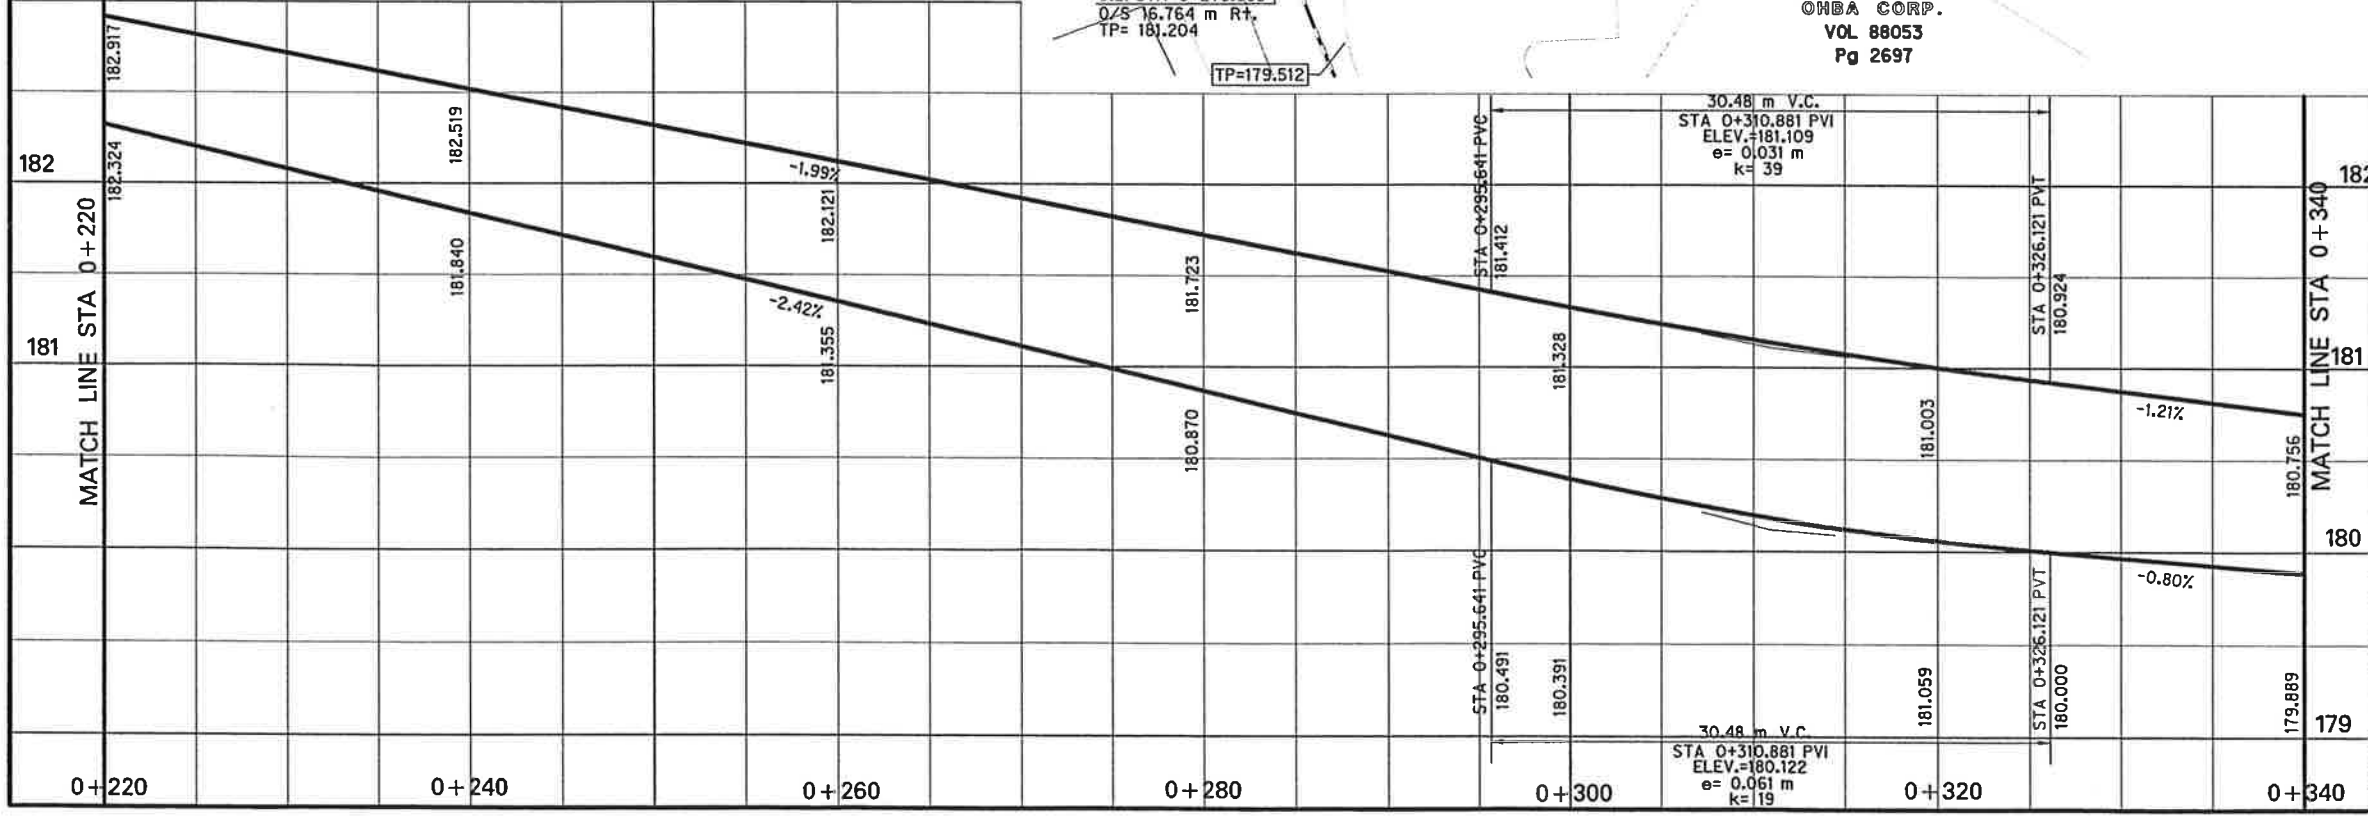 O/S 16.764 m Rt.
TP= 181.204
TP=179.512
OHBA CORP.
VOL 88053
Pg 2697
182.917
182.324
182
181
MATCH LINE STA 0+220
182.519
181.840
-1.99%
182.121
-2.42%
181.355
181.723
180.870
30.48 m V.C.
STA 0+310.881 PVI
ELEV.=181.109
e= 0.031 m
k= 39
STA 0+295.641 PVC
181.412
181.328
181.003
STA 0+326.121 PVT
180.924
-1.21%
180.756
-0.80%
STA 0+295.641 PVC
180.491
180.391
181.059
STA 0+326.121 PVT
180.000
179.889
30.48 m V.C.
STA 0+310.881 PVI
ELEV.=180.122
e= 0.061 m
k= 19
MATCH LINE STA 0+340
182
181
180
179
0+220
0+240
0+260
0+280
0+300
0+320
0+340